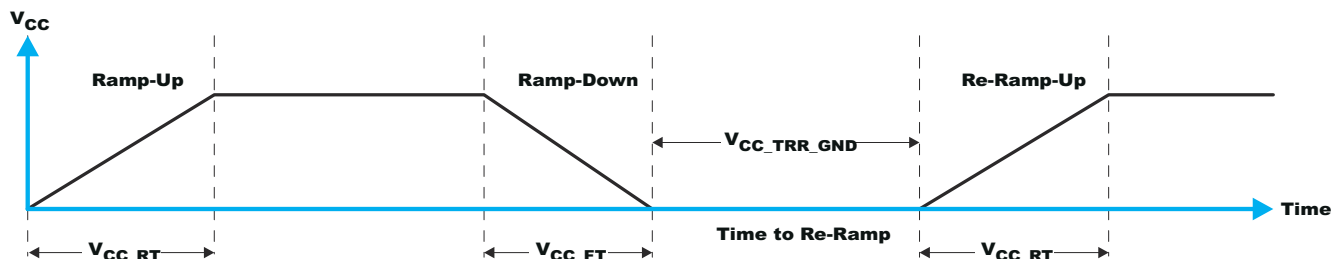 VCC
Ramp-Up
Ramp-Down
Re-Ramp-Up
VCC_TRR_GND
Time
Time to Re-Ramp
VCC_RT
VCC_FT
VCC_RT